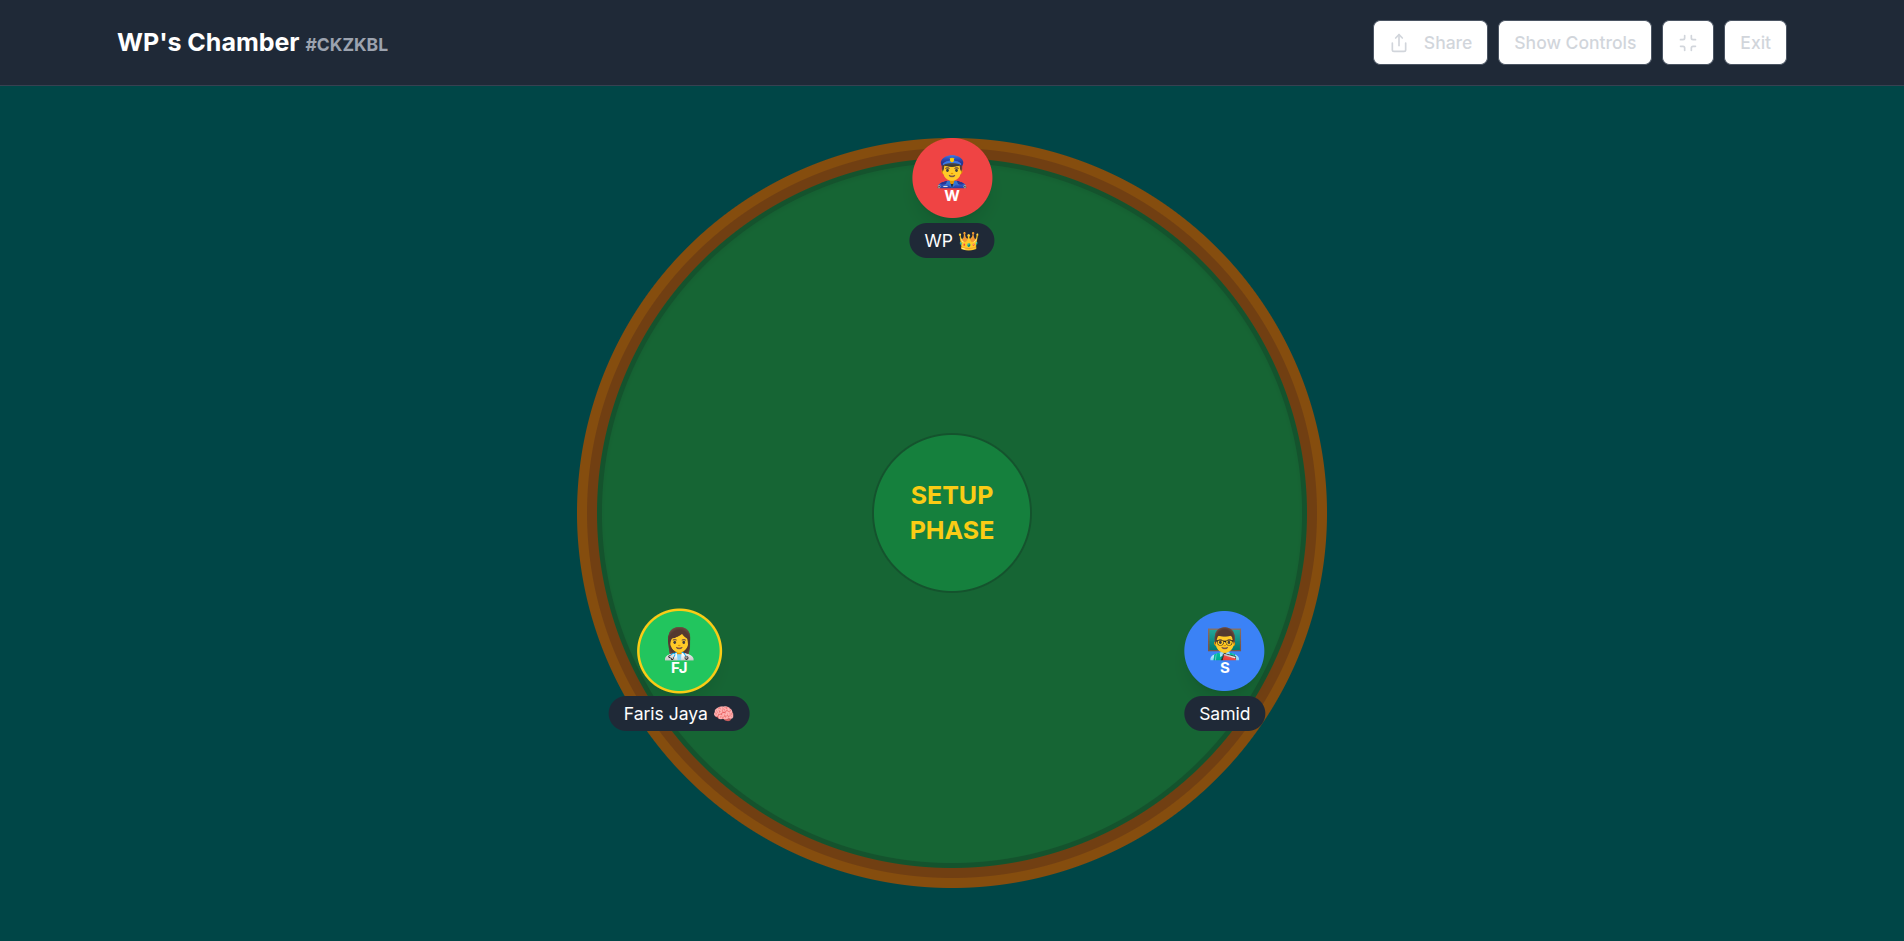 WP's Chamber #CKZKBL
Share
Show Controls
Exit
W
WP 👑
SETUP
PHASE
FJ
Faris Jaya 🧠
S
Samid